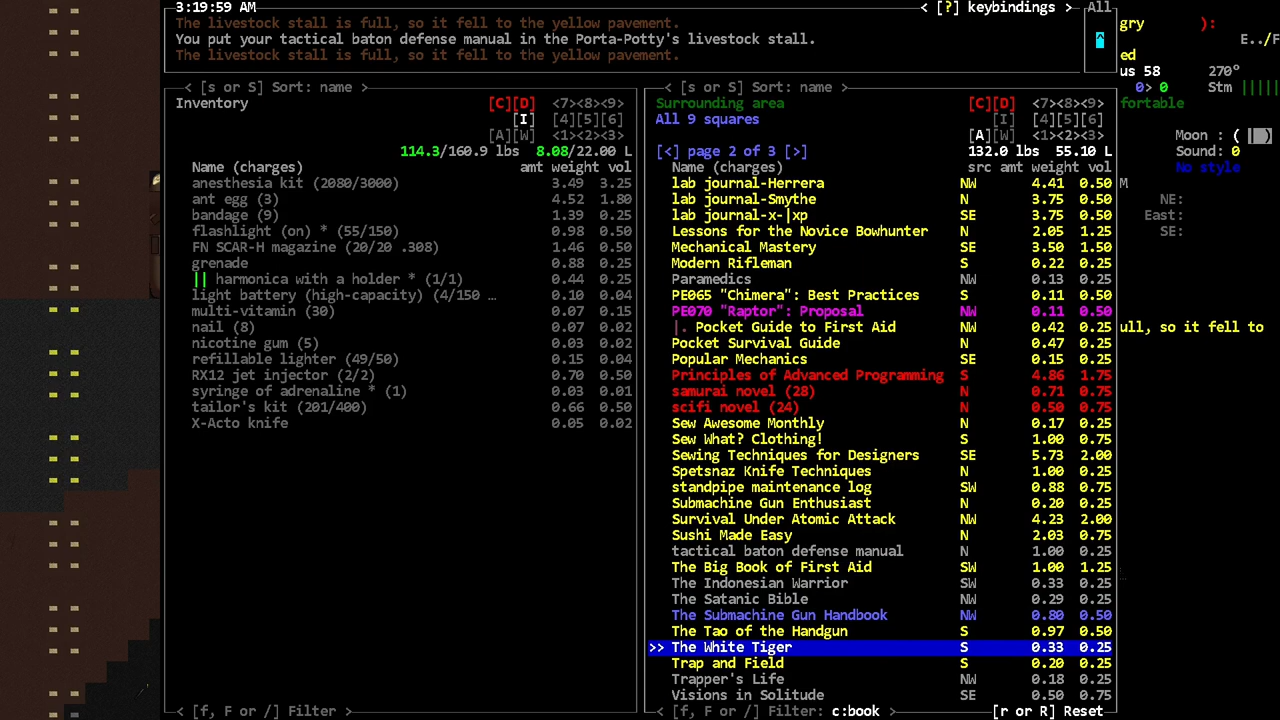 3:19:59 AM < [?] keybindings > All
The livestock stall is full, so it fell to the yellow pavement.
You put your tactical baton defense manual in the Porta-Potty's livestock stall.
The livestock stall is full, so it fell to the yellow pavement.
gry ):
E../F
ed
us 58 270°
0> 0 Stm |||||
fortable
Moon : ( | )
Sound: 0
No style
M
NE:
East:
SE:
ull, so it fell to
< [s or S] Sort: name >
Inventory [C][D] <7><8><9>
[I] [4][5][6]
[A][W] <1><2><3>
114.3/160.9 lbs 8.08/22.00 L
Name (charges) amt weight vol
anesthesia kit (2080/3000) 3.49 3.25
ant egg (3) 4.52 1.80
bandage (9) 1.39 0.25
flashlight (on) * (55/150) 0.98 0.50
FN SCAR-H magazine (20/20 .308) 1.46 0.50
grenade 0.88 0.25
|| harmonica with a holder * (1/1) 0.44 0.25
light battery (high-capacity) (4/150 … 0.10 0.04
multi-vitamin (30) 0.07 0.15
nail (8) 0.07 0.02
nicotine gum (5) 0.03 0.02
refillable lighter (49/50) 0.15 0.04
RX12 jet injector (2/2) 0.70 0.50
syringe of adrenaline * (1) 0.03 0.01
tailor's kit (201/400) 0.66 0.50
X-Acto knife 0.05 0.02
< [f, F or /] Filter >
< [s or S] Sort: name >
Surrounding area [C][D] <7><8><9>
All 9 squares [I] [4][5][6]
[A][W] <1><2><3>
[<] page 2 of 3 [>] 132.0 lbs 55.10 L
Name (charges) src amt weight vol
lab journal-Herrera NW 4.41 0.50
lab journal-Smythe N 3.75 0.50
lab journal-x-|xp SE 3.75 0.50
Lessons for the Novice Bowhunter N 2.05 1.25
Mechanical Mastery SE 3.50 1.50
Modern Rifleman S 0.22 0.25
Paramedics NW 0.13 0.25
PE065 "Chimera": Best Practices S 0.11 0.50
PE070 "Raptor": Proposal NW 0.11 0.50
|. Pocket Guide to First Aid NW 0.42 0.25
Pocket Survival Guide N 0.47 0.25
Popular Mechanics SE 0.15 0.25
Principles of Advanced Programming S 4.86 1.75
samurai novel (28) N 0.71 0.75
scifi novel (24) N 0.50 0.75
Sew Awesome Monthly N 0.17 0.25
Sew What? Clothing! S 1.00 0.75
Sewing Techniques for Designers SE 5.73 2.00
Spetsnaz Knife Techniques N 1.00 0.25
standpipe maintenance log SW 0.88 0.75
Submachine Gun Enthusiast N 0.20 0.25
Survival Under Atomic Attack NW 4.23 2.00
Sushi Made Easy N 2.03 0.75
tactical baton defense manual N 1.00 0.25
The Big Book of First Aid SW 1.00 1.25
The Indonesian Warrior SW 0.33 0.25
The Satanic Bible NW 0.29 0.25
The Submachine Gun Handbook NW 0.80 0.50
The Tao of the Handgun S 0.97 0.50
>> The White Tiger S 0.33 0.25
Trap and Field S 0.20 0.25
Trapper's Life NW 0.18 0.25
Visions in Solitude SE 0.50 0.75
< [f, F or /] Filter: c:book > [r or R] Reset